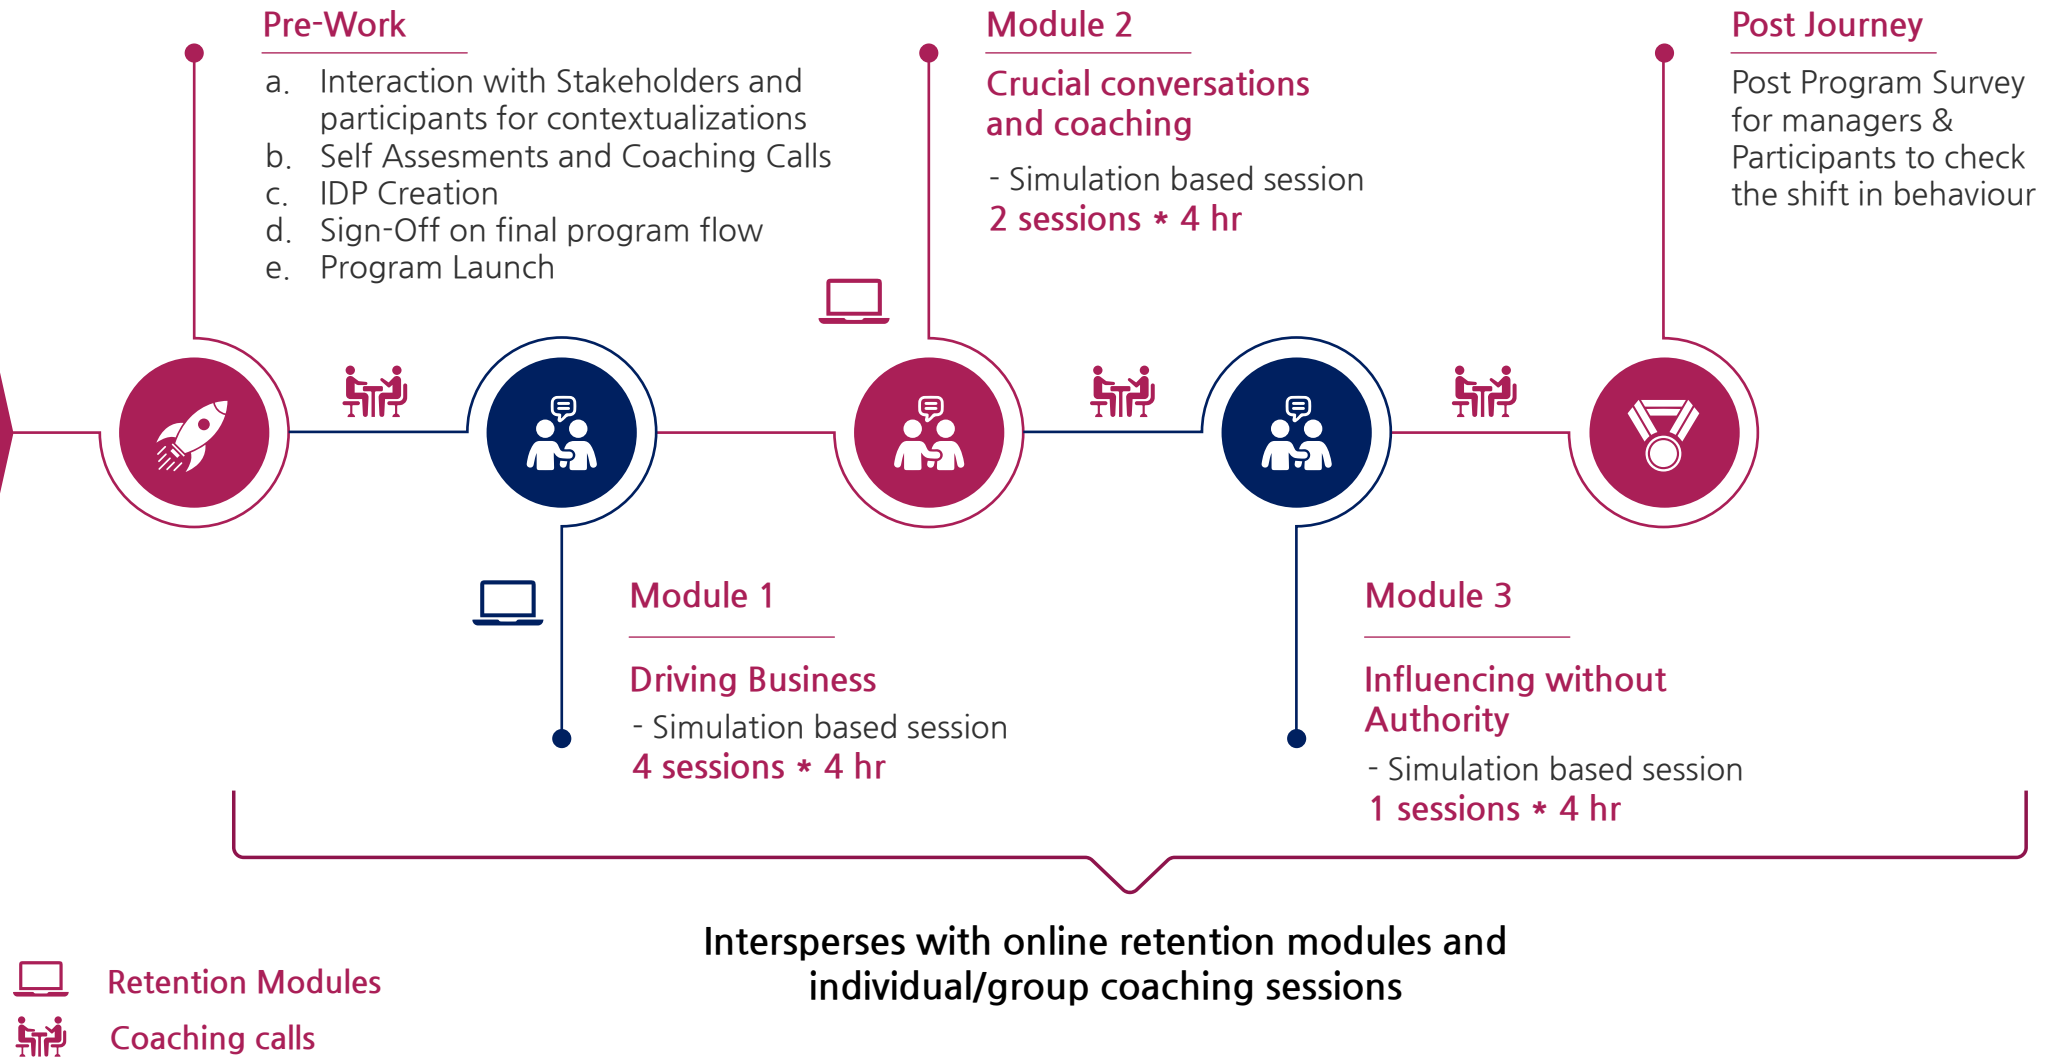 Pre-Work
a. Interaction with Stakeholders and
participants for contextualizations
b. Self Assesments and Coaching Calls
c. IDP Creation
d. Sign-Off on final program flow
e. Program Launch
Module 2
Crucial conversations
and coaching
- Simulation based session
2 sessions * 4 hr
Post Journey
Post Program Survey
for managers &
Participants to check
the shift in behaviour
Module 1
Driving Business
- Simulation based session
4 sessions * 4 hr
Module 3
Influencing without
Authority
- Simulation based session
1 sessions * 4 hr
Intersperses with online retention modules and
individual/group coaching sessions
Retention Modules
Coaching calls